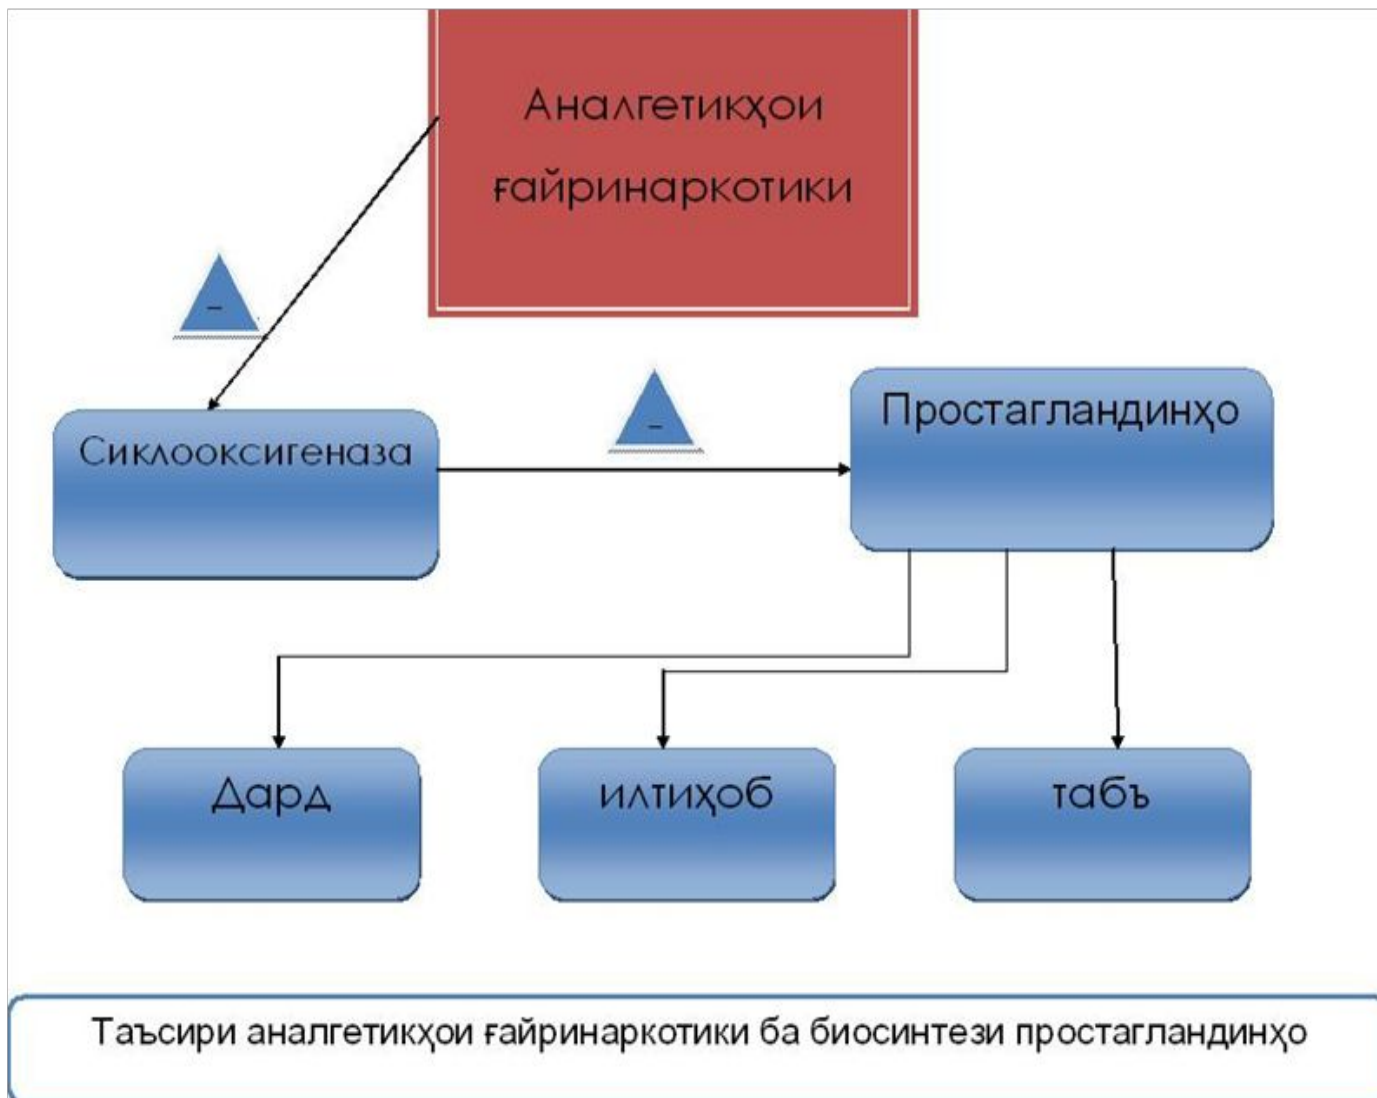 Аналгетикҳои
ғайринаркотики
–
–
Сиклооксигеназа
Простагландинҳо
Дард
илтиҳоб
табъ
Таъсири аналгетикҳои ғайринаркотики ба биосинтези простагландинҳо